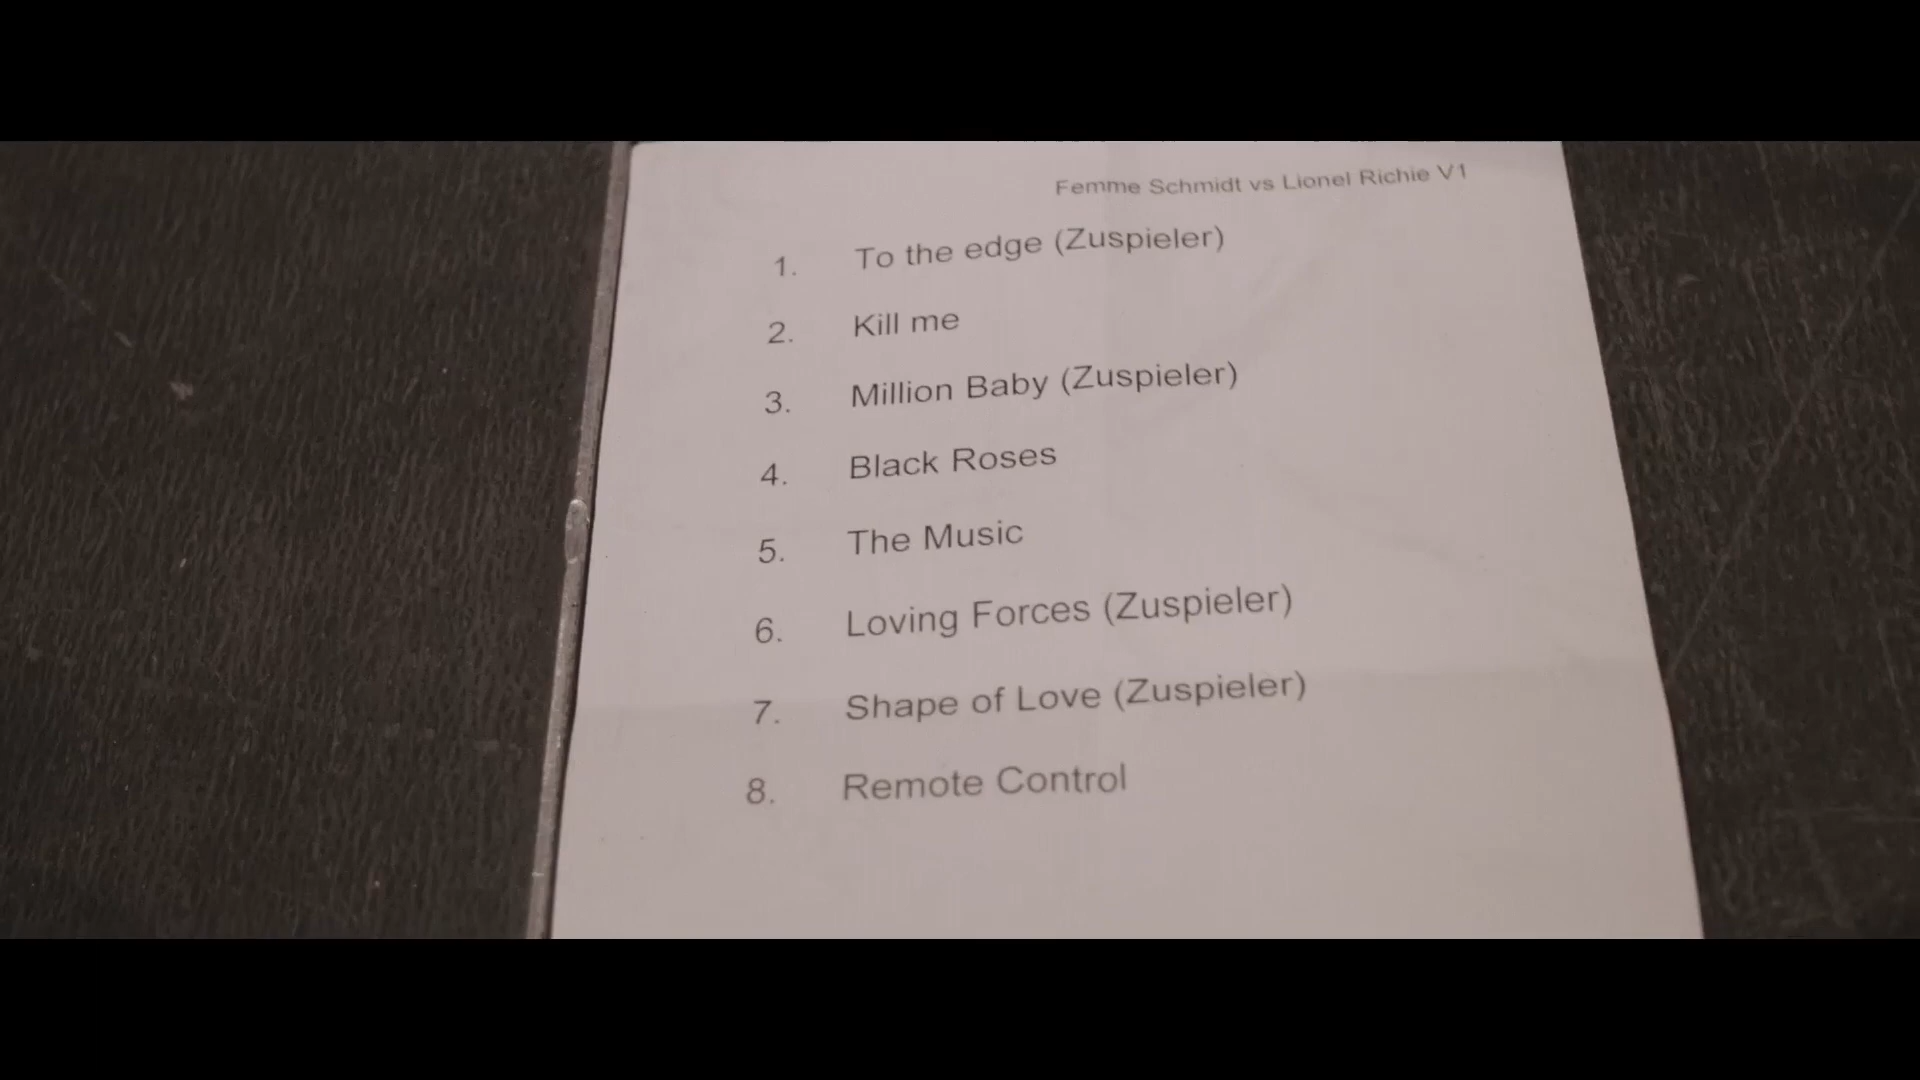 Femme Schmidt vs Lionel Richie V1
1. To the edge (Zuspieler)
2. Kill me
3. Million Baby (Zuspieler)
4. Black Roses
5. The Music
6. Loving Forces (Zuspieler)
7. Shape of Love (Zuspieler)
8. Remote Control